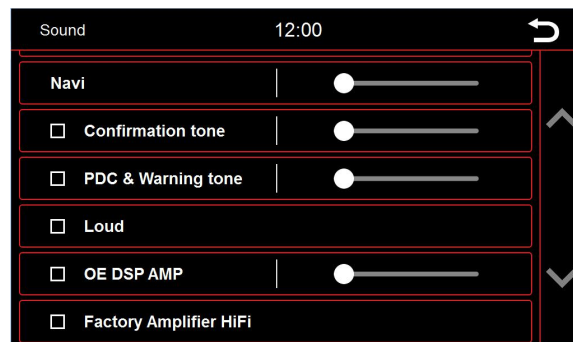 Sound 12:00
Navi
Confirmation tone
PDC & Warning tone
Loud
OE DSP AMP
Factory Amplifier HiFi